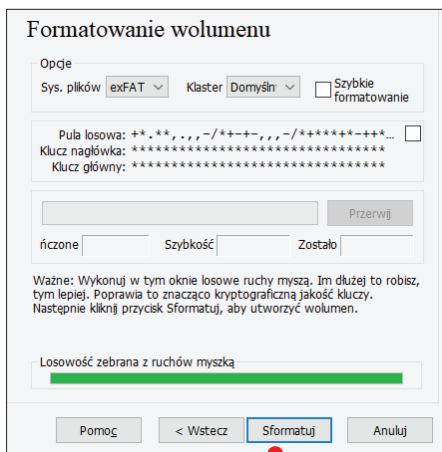 Formatowanie wolumenu
Opcje
Sys. plików exFAT Klaster Domyśln Szybkie formatowanie
Pula losowa: +*.**,.,,-/*+-+-,,,-/*+***+*-++*...
Klucz nagłówka: ********************************
Klucz główny: ********************************
Przerwij
ńczone Szybkość Zostało
Ważne: Wykonuj w tym oknie losowe ruchy myszą. Im dłużej to robisz,
tym lepiej. Poprawia to znacząco kryptograficzną jakość kluczy.
Następnie kliknij przycisk Sformatuj, aby utworzyć wolumen.
Losowość zebrana z ruchów myszką
Pomoc < Wstecz Sformatuj Anuluj